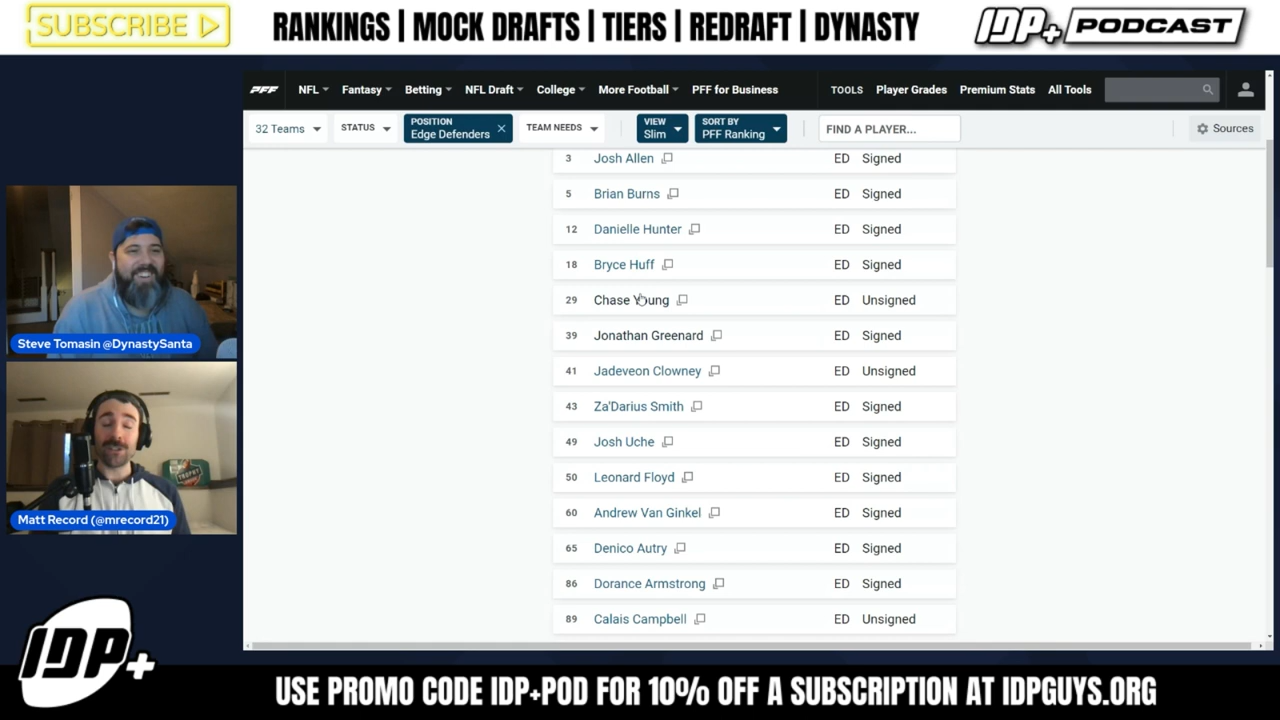 SUBSCRIBE
RANKINGS | MOCK DRAFTS | TIERS | REDRAFT | DYNASTY
IDP+ PODCAST
PFF NFL Fantasy Betting NFL Draft College More Football PFF for Business TOOLS Player Grades Premium Stats All Tools
32 Teams STATUS POSITION Edge Defenders TEAM NEEDS VIEW Slim SORT BY PFF Ranking FIND A PLAYER... Sources
3 Josh Allen ED Signed
5 Brian Burns ED Signed
12 Danielle Hunter ED Signed
18 Bryce Huff ED Signed
29 Chase Young ED Unsigned
39 Jonathan Greenard ED Signed
41 Jadeveon Clowney ED Unsigned
43 Za'Darius Smith ED Signed
49 Josh Uche ED Signed
50 Leonard Floyd ED Signed
60 Andrew Van Ginkel ED Signed
65 Denico Autry ED Signed
86 Dorance Armstrong ED Signed
89 Calais Campbell ED Unsigned
Steve Tomasin @DynastySanta
Matt Record (@mrecord21)
IDP+
USE PROMO CODE IDP+POD FOR 10% OFF A SUBSCRIPTION AT IDPGUYS.ORG